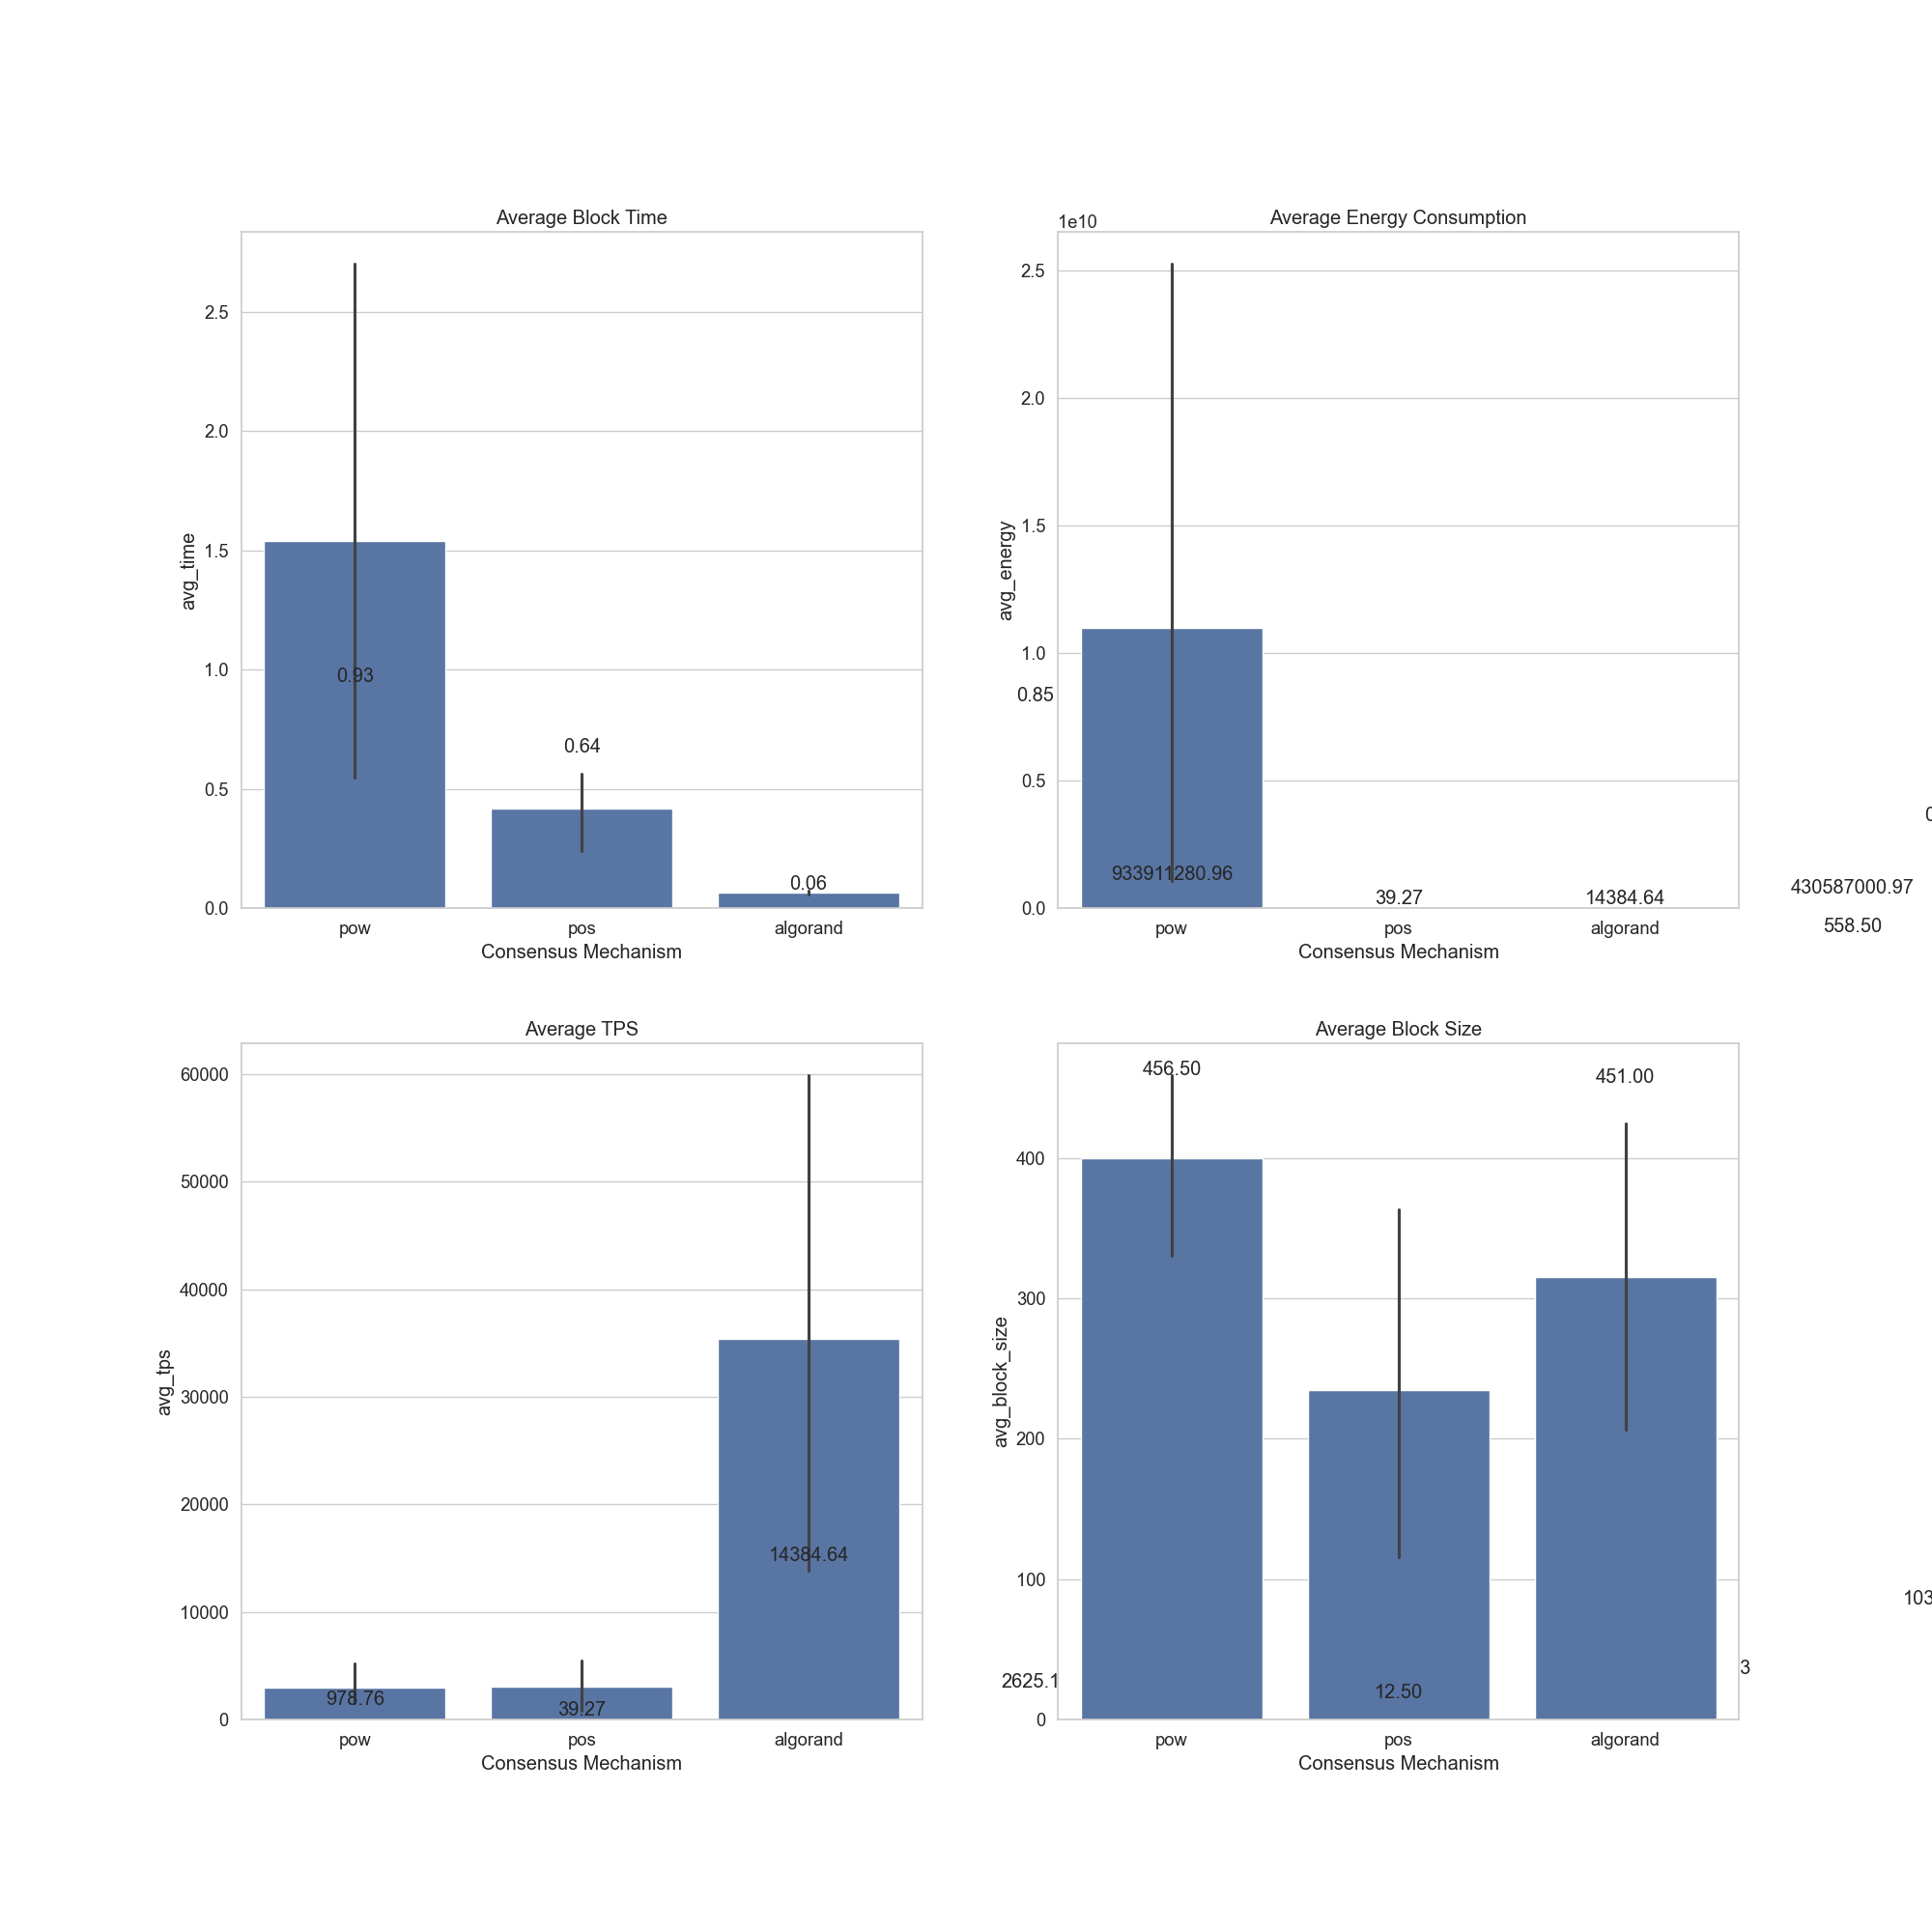 Average Block Time
2.5
2.0
1.5
1.0
0.5
0.0
avg_time
0.93
0.64
0.06
pow
pos
algorand
Consensus Mechanism
1e10
Average Energy Consumption
2.5
2.0
1.5
1.0
0.5
0.0
avg_energy
0.85
933911280.96
39.27
14384.64
pow
pos
algorand
Consensus Mechanism
0
430587000.97
558.50
Average TPS
60000
50000
40000
30000
20000
10000
0
avg_tps
978.76
39.27
14384.64
pow
pos
algorand
Consensus Mechanism
Average Block Size
400
300
200
100
0
avg_block_size
456.50
12.50
451.00
2625.1
3
103
pow
pos
algorand
Consensus Mechanism